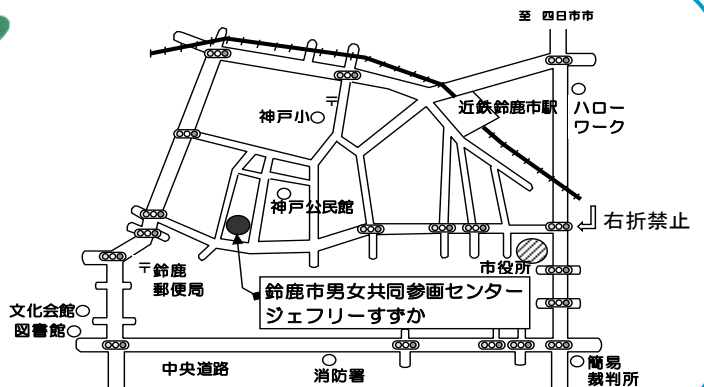 至 四日市市
近鉄鈴鹿市駅
ハロー
ワーク
〒
神戸小
神戸公民館
右折禁止
市役所
〒鈴鹿
郵便局
鈴鹿市男女共同参画センター
ジェフリーすずか
文化会館
図書館
中央道路
消防署
簡易
裁判所